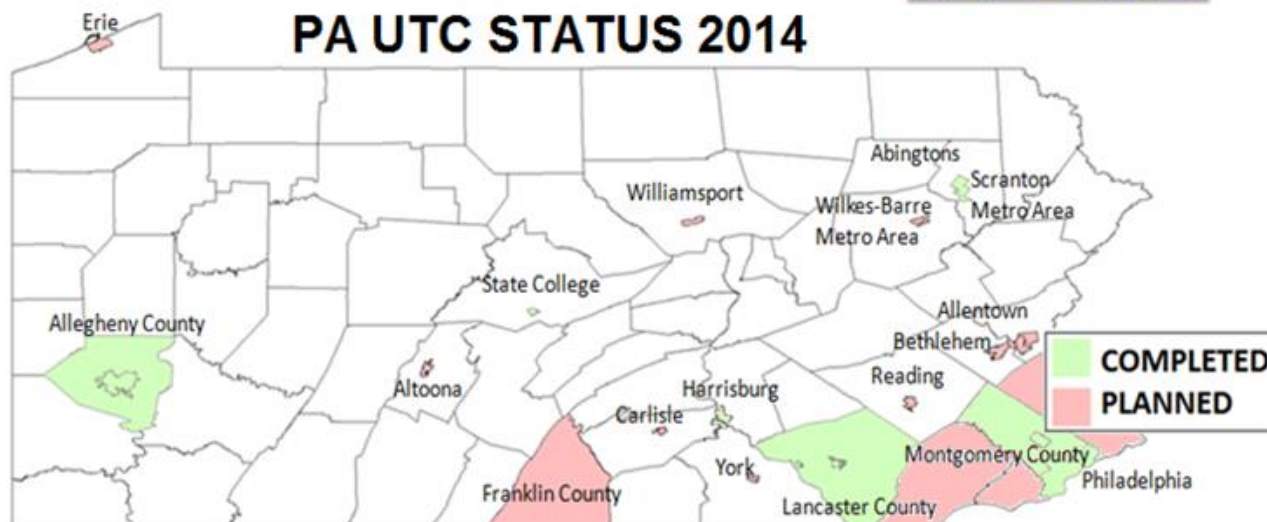 Erie
PA UTC STATUS 2014
Abingtons
Scranton
Metro Area
Williamsport
Wilkes-Barre
Metro Area
State College
Allentown
Allegheny County
Bethlehem
COMPLETED
PLANNED
Altoona
Harrisburg
Reading
Carlisle
Montgomery County
York
Philadelphia
Franklin County
Lancaster County